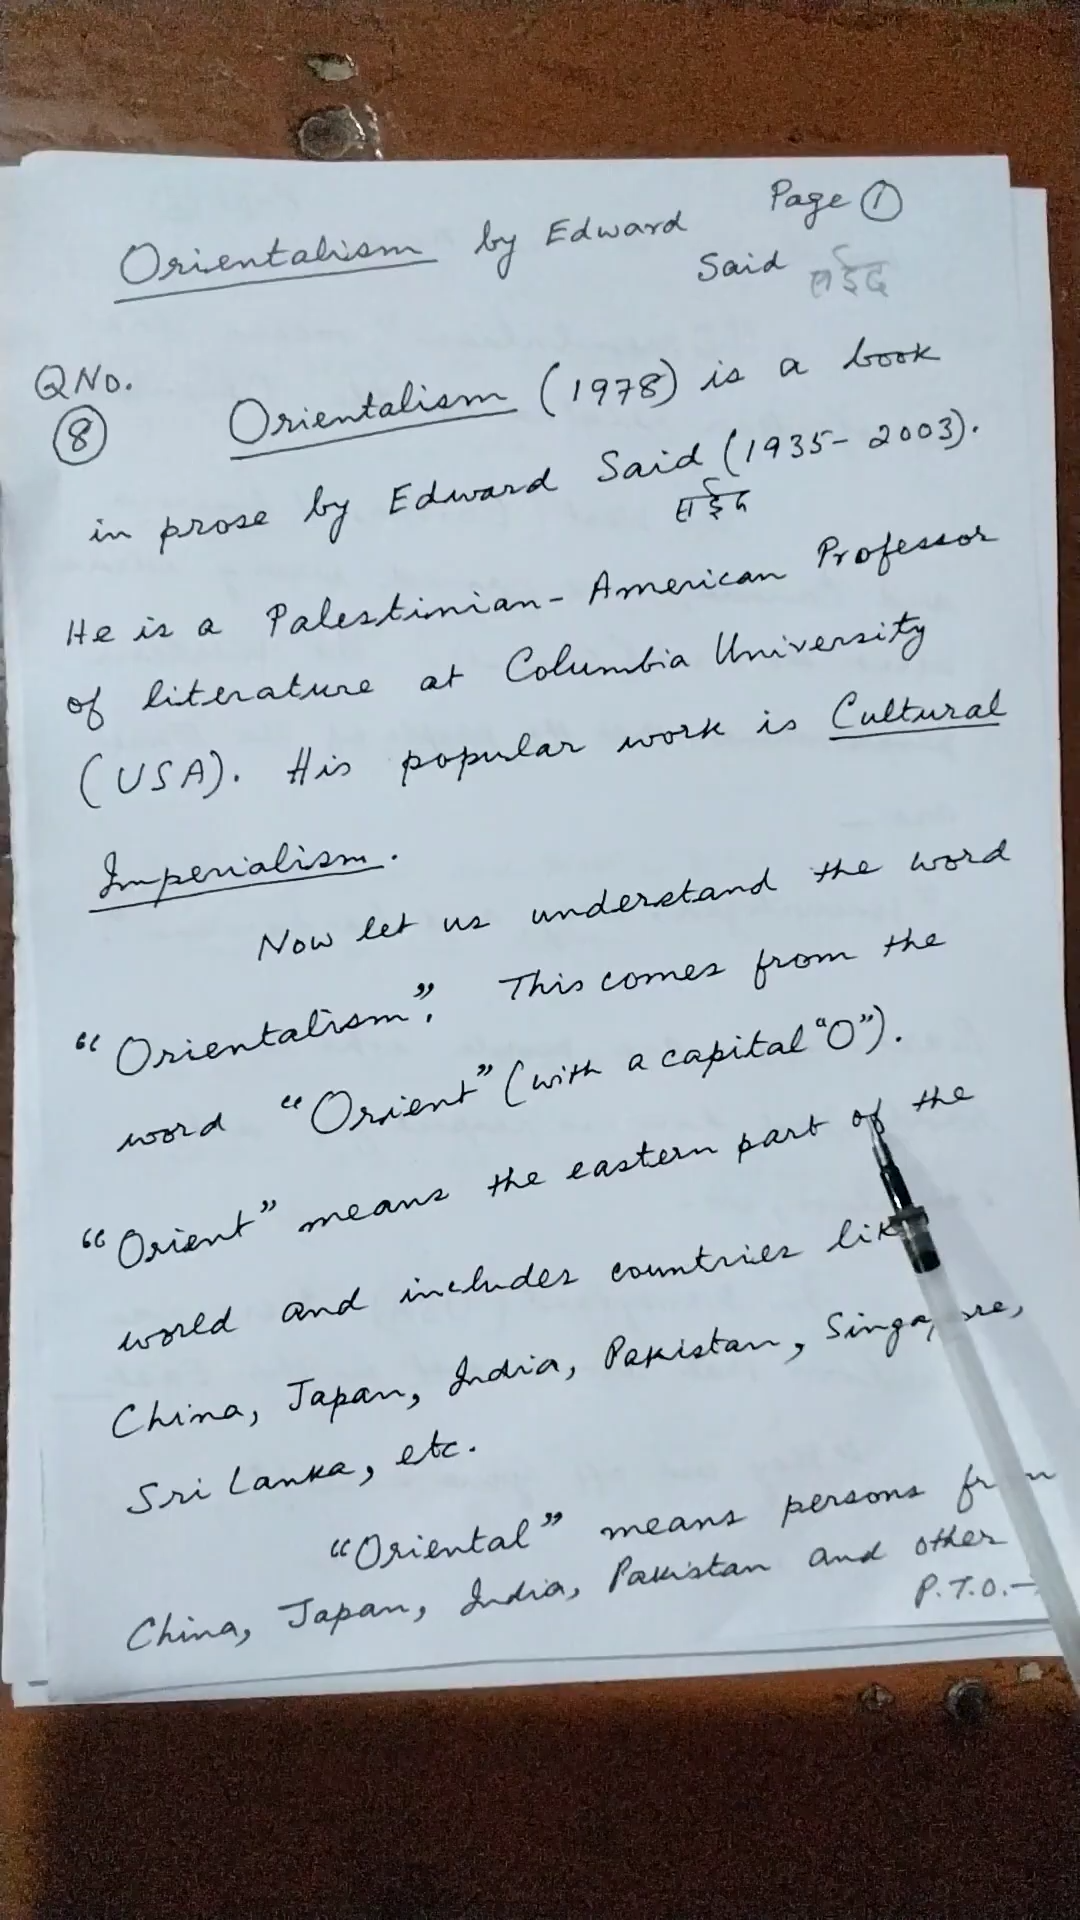 Page ①
Orientalism by Edward
Said सईद
QNo.
⑧ Orientalism (1978) is a book
in prose by Edward Said (1935-2003).
सईद
He is a Palestinian-American Professor
of literature at Columbia University
(USA). His popular work is Cultural
Imperialism.
Now let us understand the word
"Orientalism". This comes from the
word "Orient" (with a capital "O").
"Orient" means the eastern part of the
world and includes countries like
China, Japan, India, Pakistan, Singapore,
Sri Lanka, etc.
"Oriental" means persons from
China, Japan, India, Pakistan and other
P.T.O.→